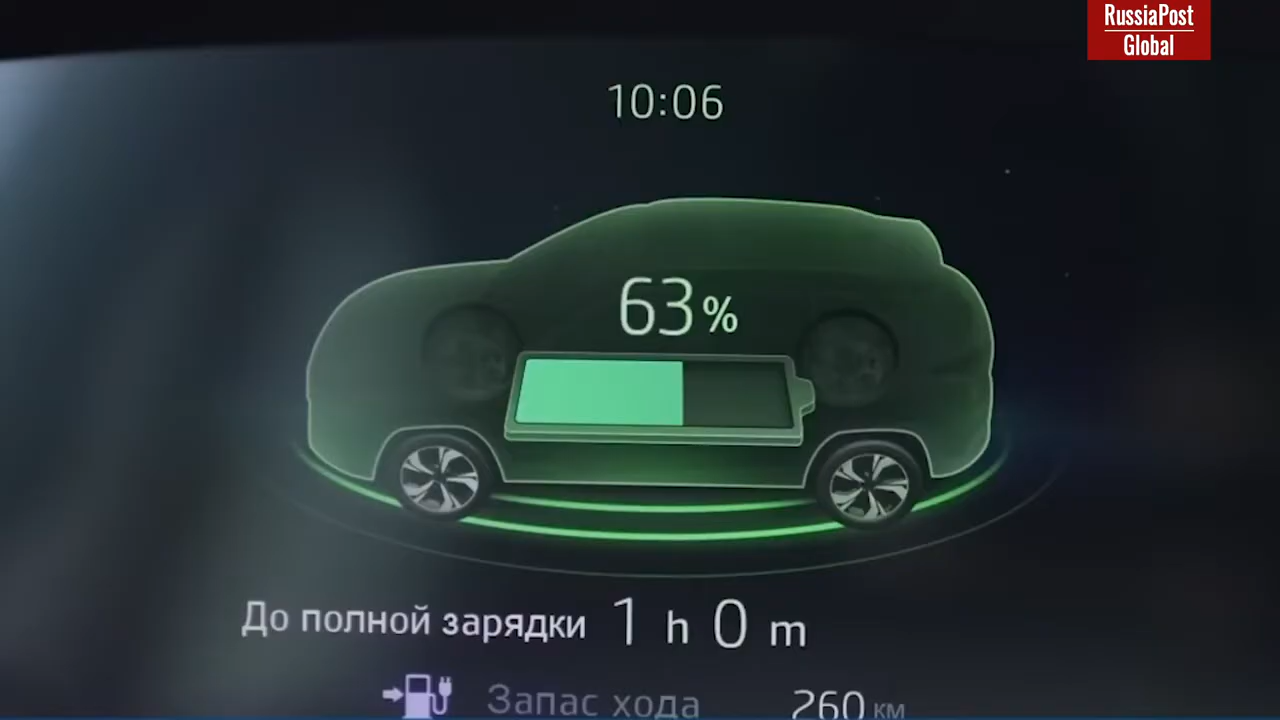 RussiaPost
Global
10:06
63%
До полной зарядки 1 h 0 m
Запас хода 260 км